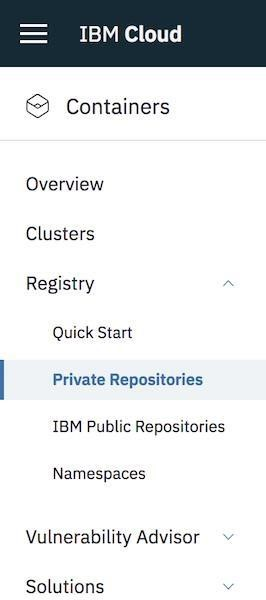 IBM Cloud
Containers
Overview
Clusters
Registry
Quick Start
Private Repositories
IBM Public Repositories
Namespaces
Vulnerability Advisor
Solutions